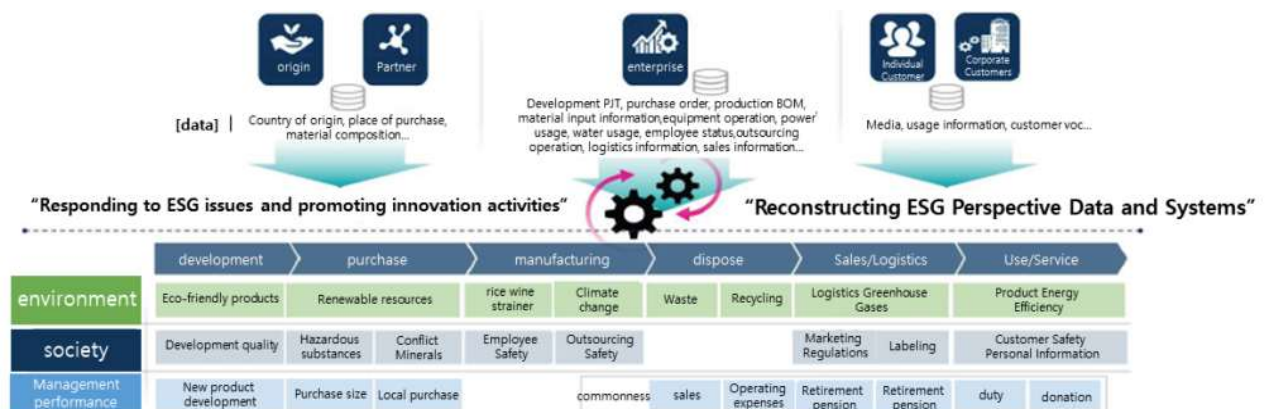 origin
Partner
enterprise
Individual
Customer
Corporate
Customers
[data]
Country of origin, place of purchase,
material composition...
Development PJT, purchase order, production BOM,
material input information,equipment operation, power'
usage, water usage, employee status,outsourcing
operation, logistics information, sales information...
Media, usage information, customer voc...
"Responding to ESG issues and promoting innovation activities"
"Reconstructing ESG Perspective Data and Systems"
development
purchase
manufacturing
dispose
Sales/Logistics
Use/Service
environment
Eco-friendly products
Renewable resources
rice wine
strainer
Climate
change
Waste
Recycling
Logistics Greenhouse
Gases
Product Energy
Efficiency
society
Development quality
Hazardous
substances
Conflict
Minerals
Employee
Safety
Outsourcing
Safety
Marketing
Regulations
Labeling
Customer Safety
Personal Information
Management
performance
New product
development
Purchase size
Local purchase
commonness
sales
Operating
expenses
Retirement
pension
Retirement
pension
duty
donation